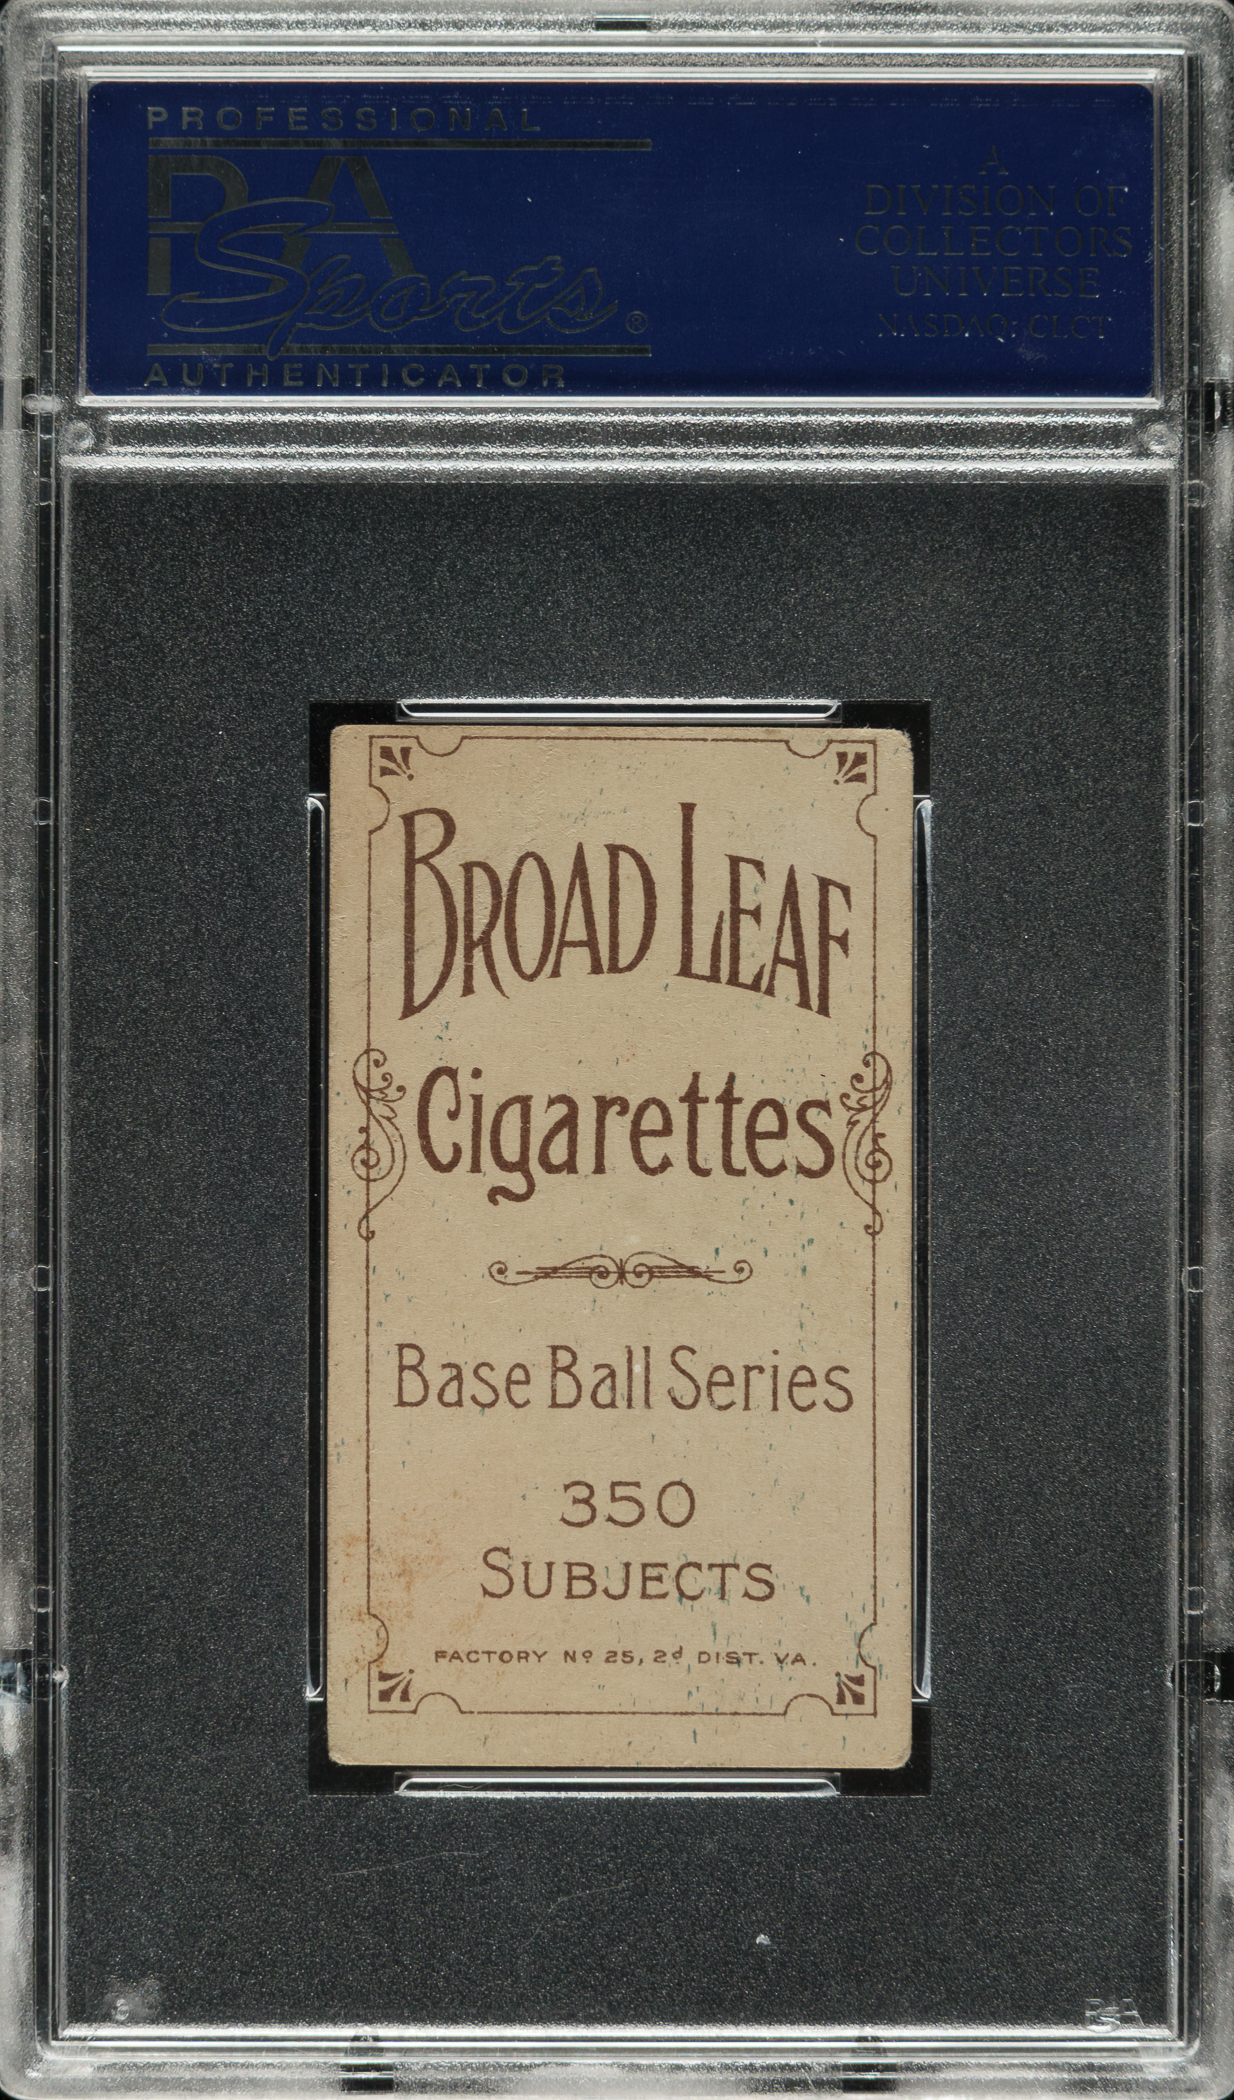 PROFESSIONAL
PSA
Sports®
AUTHENTICATOR
A
DIVISION OF
COLLECTORS
UNIVERSE
NASDAQ: CLCT
BROAD LEAF
Cigarettes
Base Ball Series
350
SUBJECTS
FACTORY Nº 25, 2d DIST. VA.
PSA